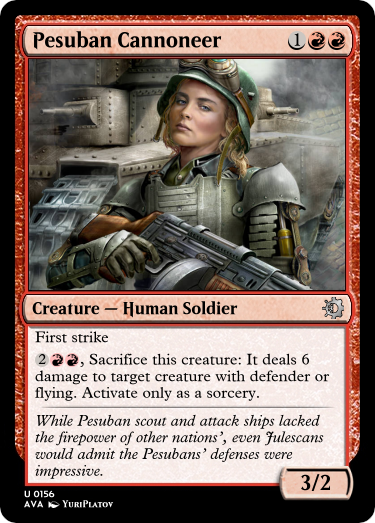 Pesuban Cannoneer 1
Creature — Human Soldier
First strike
2, Sacrifice this creature: It deals 6
damage to target creature with defender or
flying. Activate only as a sorcery.
While Pesuban scout and attack ships lacked
the firepower of other nations’, even Julescans
would admit the Pesubans’ defenses were
impressive.
3/2
U 0156
AVA YuriPlatov